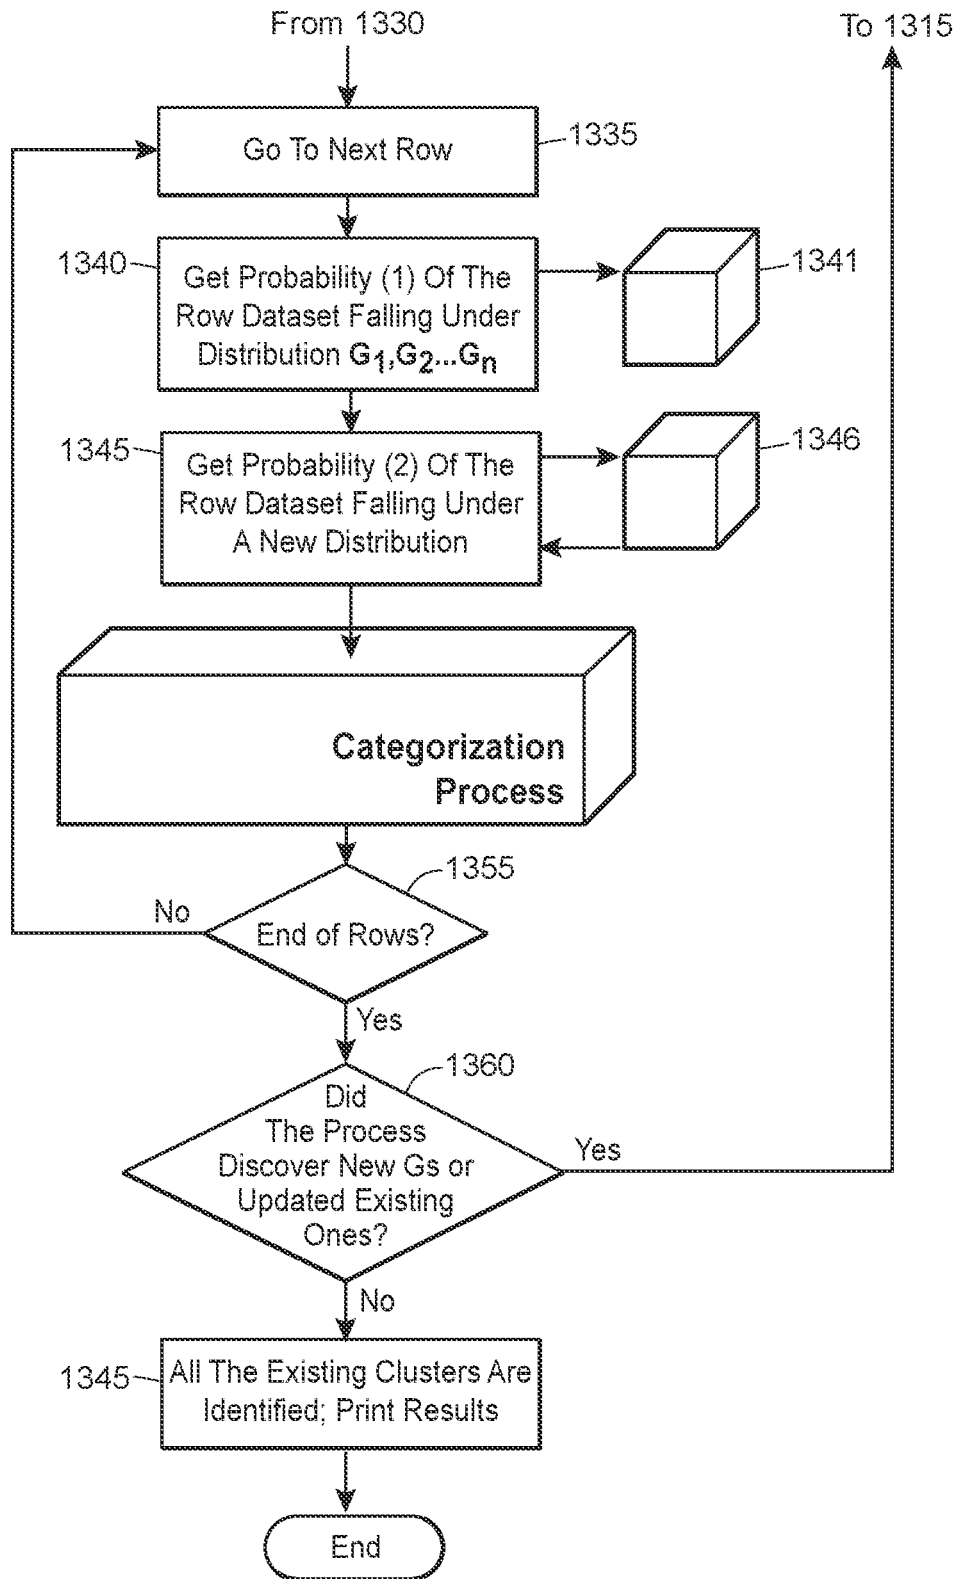 From 1330
To 1315
Go To Next Row
1335
1340
Get Probability (1) Of The
Row Dataset Falling Under
Distribution G1,G2...Gn
1341
1345
Get Probability (2) Of The
Row Dataset Falling Under
A New Distribution
1346
Categorization
Process
1355
No
End of Rows?
Yes
1360
Did
The Process
Discover New Gs or
Updated Existing
Ones?
Yes
No
1345
All The Existing Clusters Are
Identified; Print Results
End